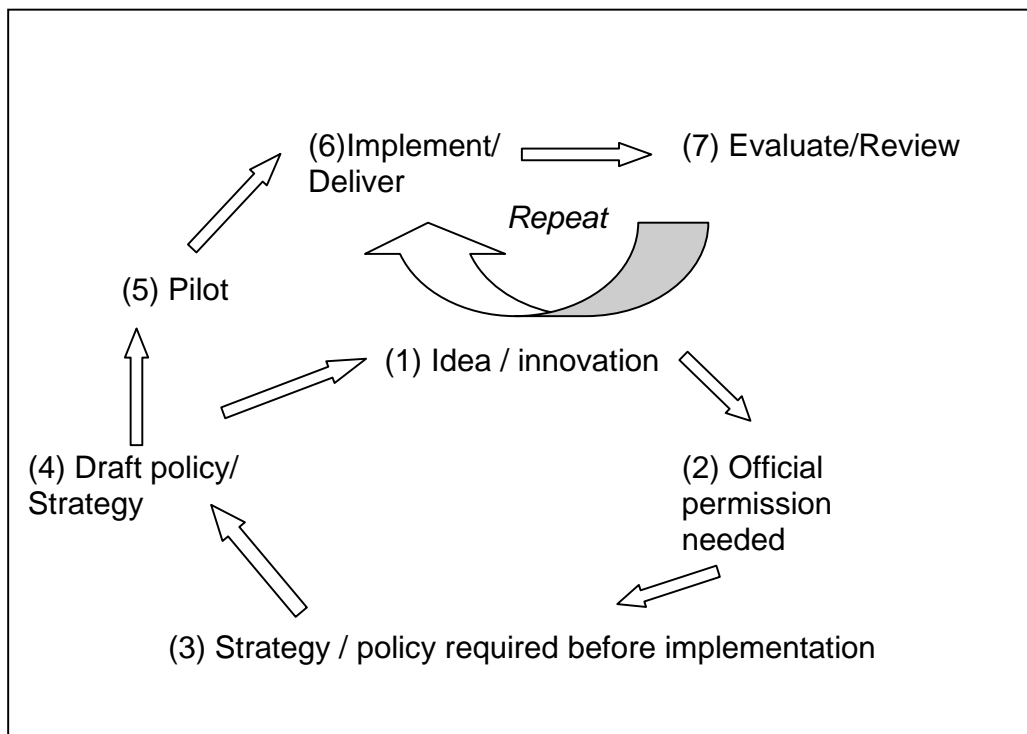 (6)Implement/
Deliver
(7) Evaluate/Review
Repeat
(5) Pilot
(1) Idea / innovation
(4) Draft policy/
Strategy
(2) Official
permission
needed
(3) Strategy / policy required before implementation